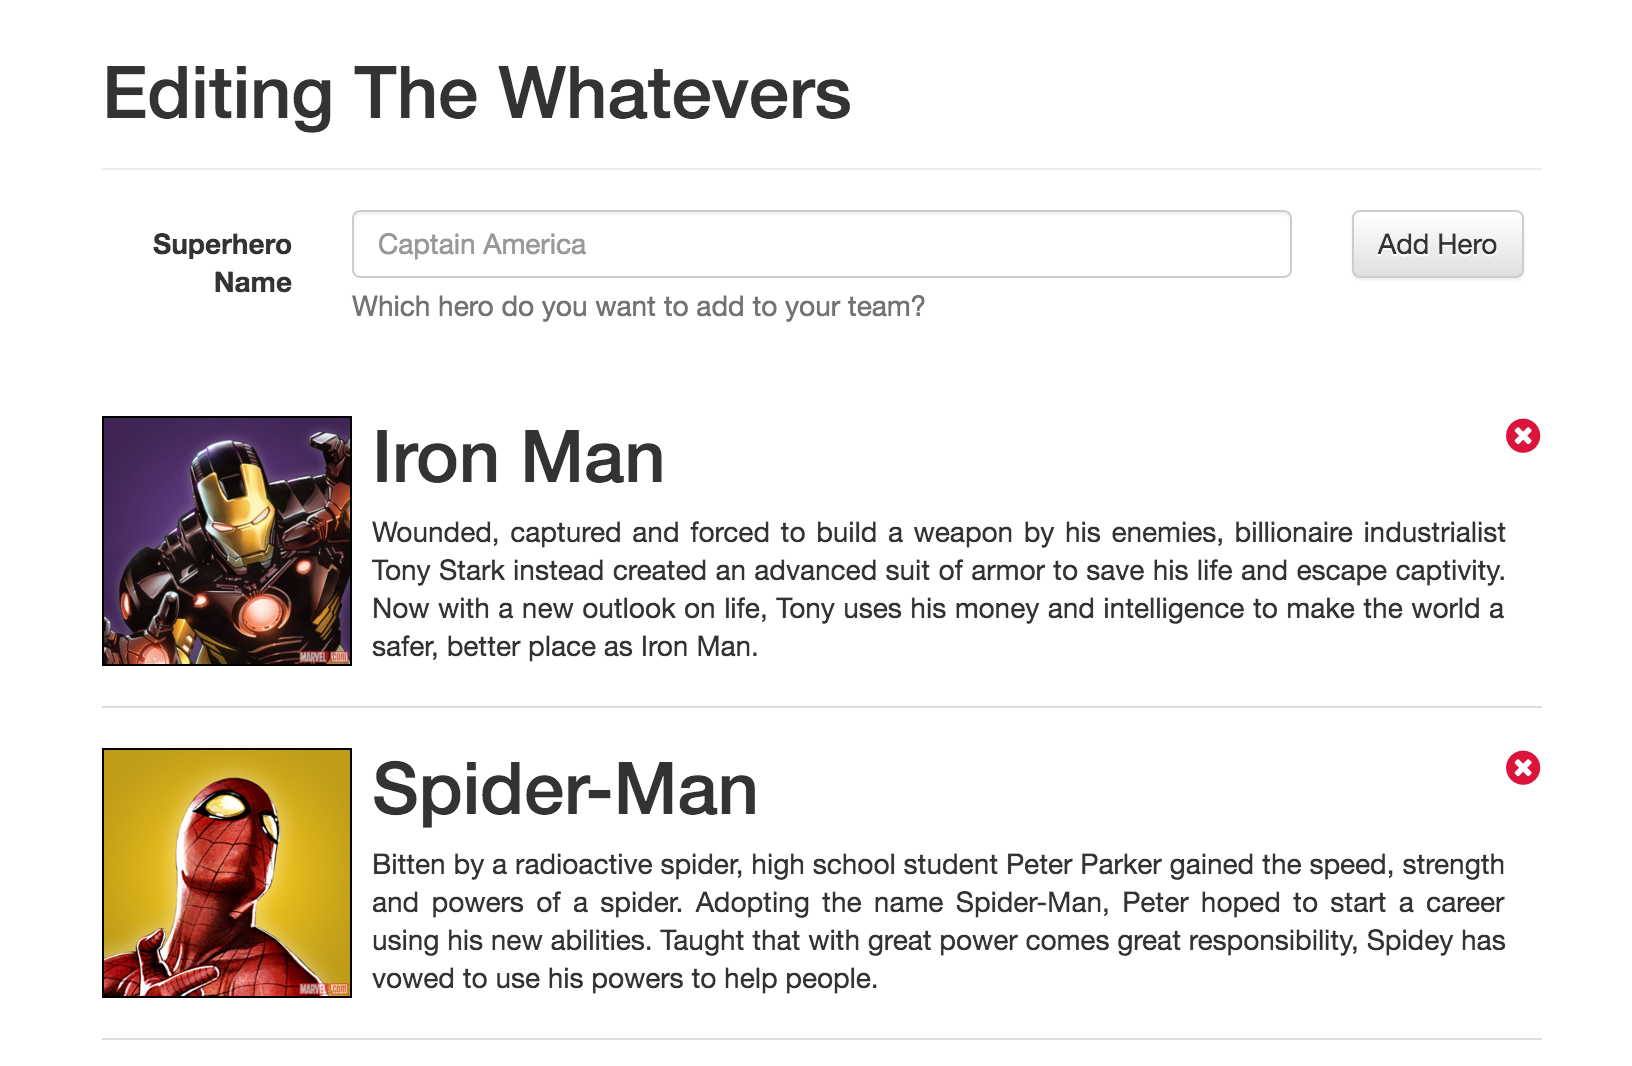 Editing The Whatevers
Superhero
Name
Captain America
Add Hero
Which hero do you want to add to your team?
Iron Man
Wounded, captured and forced to build a weapon by his enemies, billionaire industrialist
Tony Stark instead created an advanced suit of armor to save his life and escape captivity.
Now with a new outlook on life, Tony uses his money and intelligence to make the world a
safer, better place as Iron Man.
MARVEL.COM
Spider-Man
Bitten by a radioactive spider, high school student Peter Parker gained the speed, strength
and powers of a spider. Adopting the name Spider-Man, Peter hoped to start a career
using his new abilities. Taught that with great power comes great responsibility, Spidey has
vowed to use his powers to help people.
MARVEL.COM